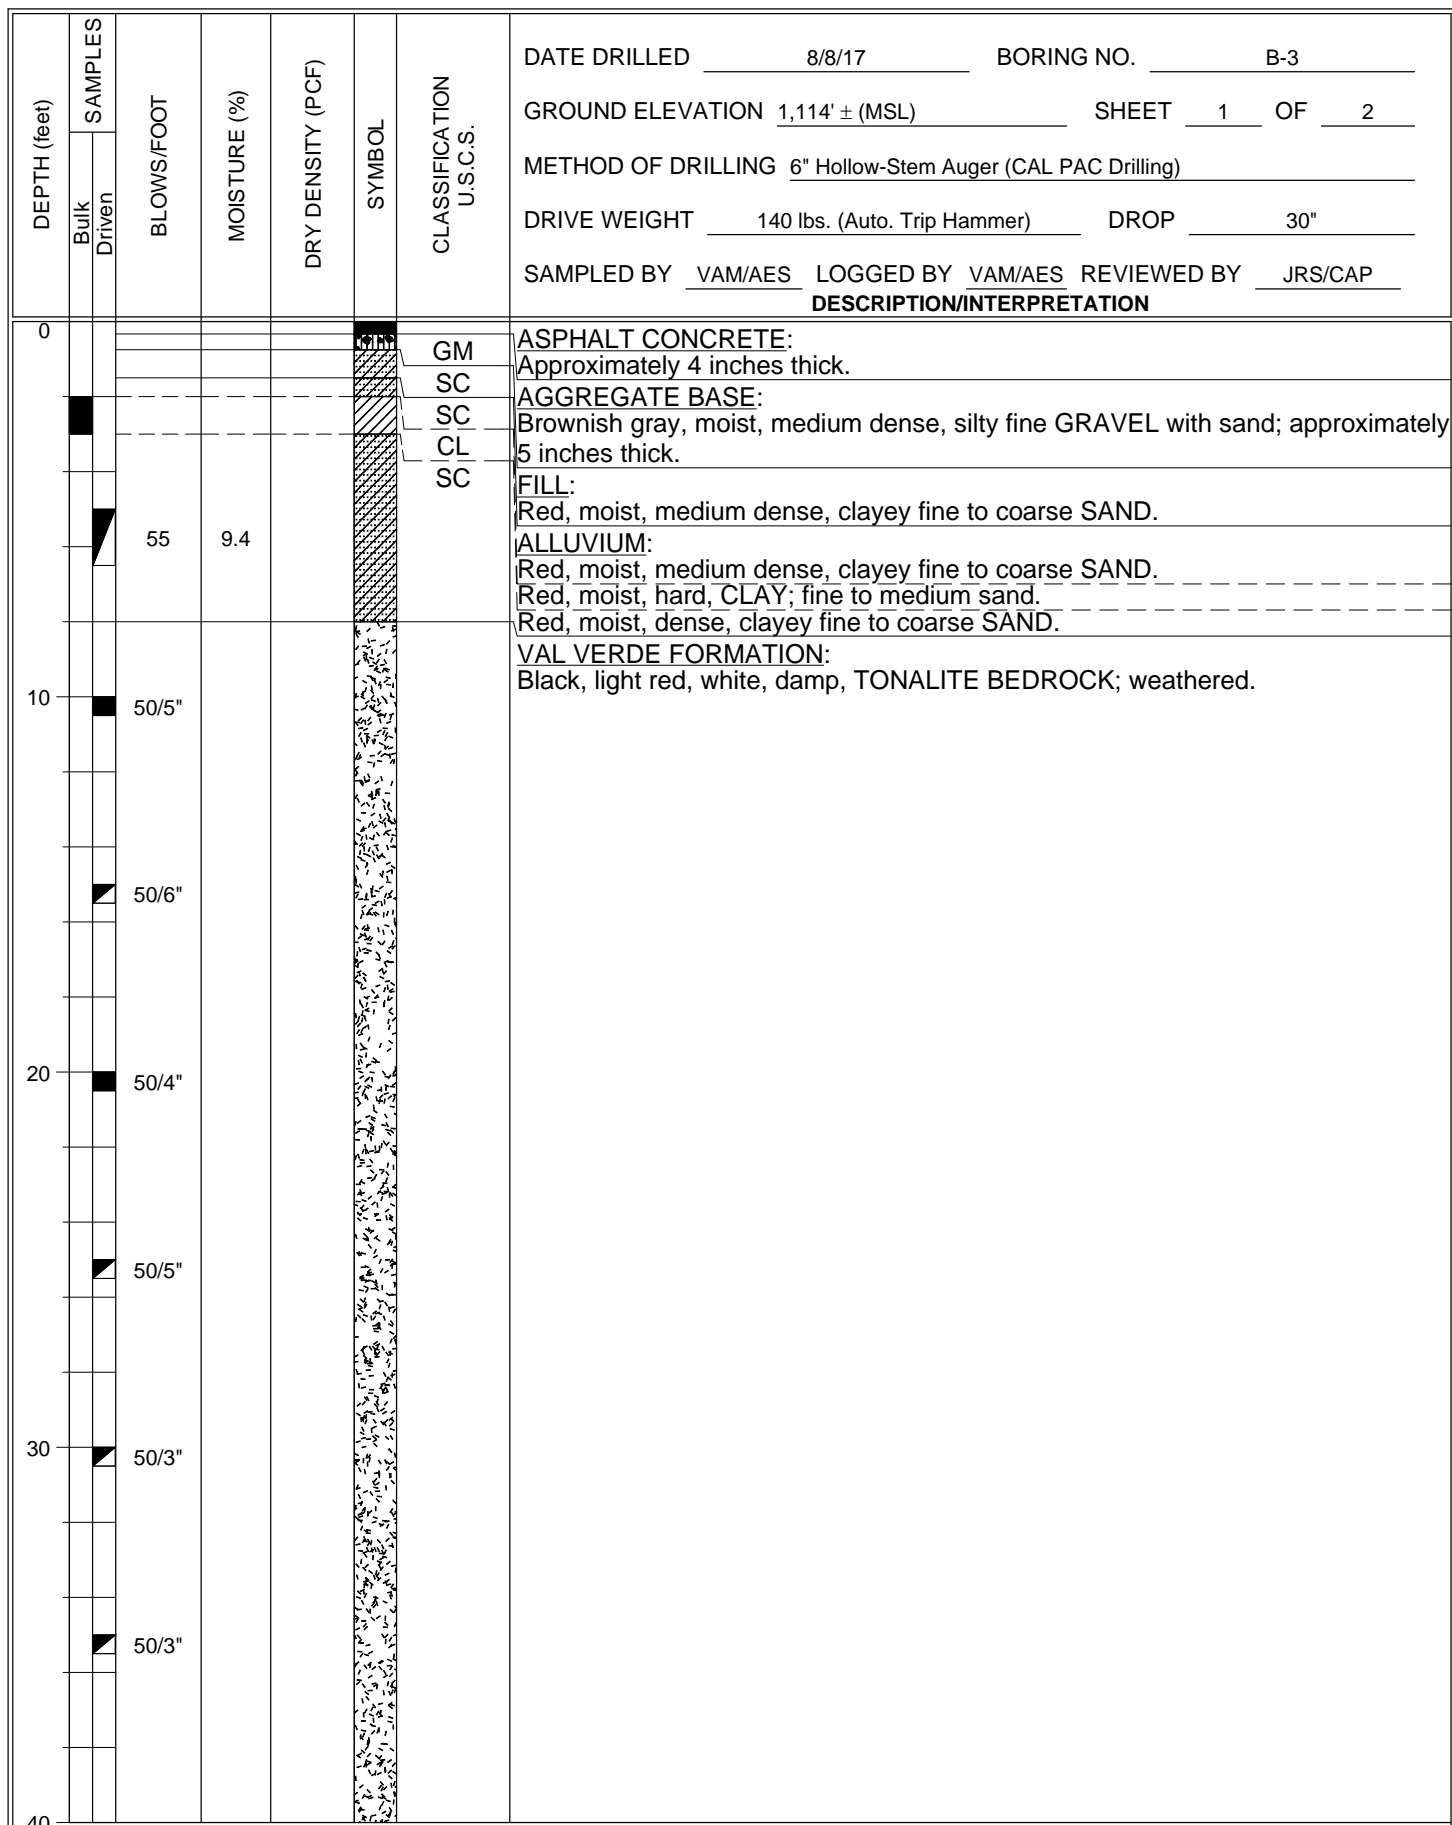 DEPTH (feet)
SAMPLES
Bulk
Driven
BLOWS/FOOT
MOISTURE (%)
DRY DENSITY (PCF)
SYMBOL
CLASSIFICATION
U.S.C.S.
DATE DRILLED 8/8/17 BORING NO. B-3
GROUND ELEVATION 1,114' ± (MSL) SHEET 1 OF 2
METHOD OF DRILLING 6" Hollow-Stem Auger (CAL PAC Drilling)
DRIVE WEIGHT 140 lbs. (Auto. Trip Hammer) DROP 30"
SAMPLED BY VAM/AES LOGGED BY VAM/AES REVIEWED BY JRS/CAP
DESCRIPTION/INTERPRETATION
0
ASPHALT CONCRETE:
GM
Approximately 4 inches thick.
SC
AGGREGATE BASE:
SC
Brownish gray, moist, medium dense, silty fine GRAVEL with sand; approximately
CL
5 inches thick.
SC
FILL:
Red, moist, medium dense, clayey fine to coarse SAND.
55 9.4
ALLUVIUM:
Red, moist, medium dense, clayey fine to coarse SAND.
Red, moist, hard, CLAY; fine to medium sand.
Red, moist, dense, clayey fine to coarse SAND.
VAL VERDE FORMATION:
Black, light red, white, damp, TONALITE BEDROCK; weathered.
10 50/5"
50/6"
20 50/4"
50/5"
30 50/3"
50/3"
40